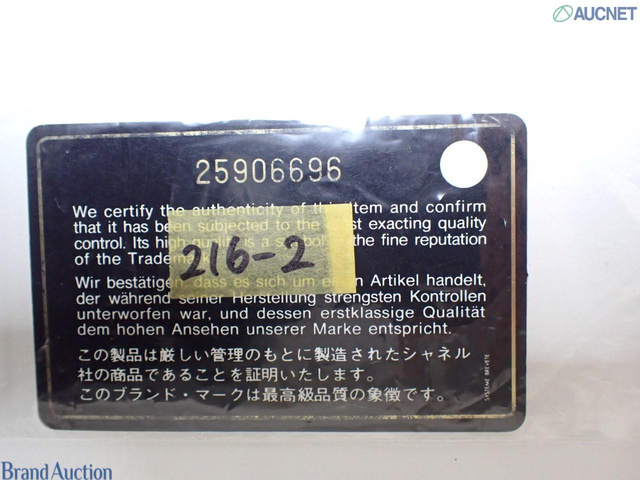 AUCNET
25906696
We certify the authenticity of this item and confirm
that it has been subjected to the most exacting quality
control. Its high quality is a symbol of the fine reputation
of the Trademark.
216-2
Wir bestätigen, dass es sich um einen Artikel handelt,
der während seiner Herstellung strengsten Kontrollen
unterworfen war, und dessen erstklassige Qualität
dem hohen Ansehen unserer Marke entspricht.
この製品は厳しい管理のもとに製造されたシャネル
社の商品であることを証明いたします。
このブランド・マークは最高級品質の象徴です。
SYSTEME BREVETE
Brand Auction